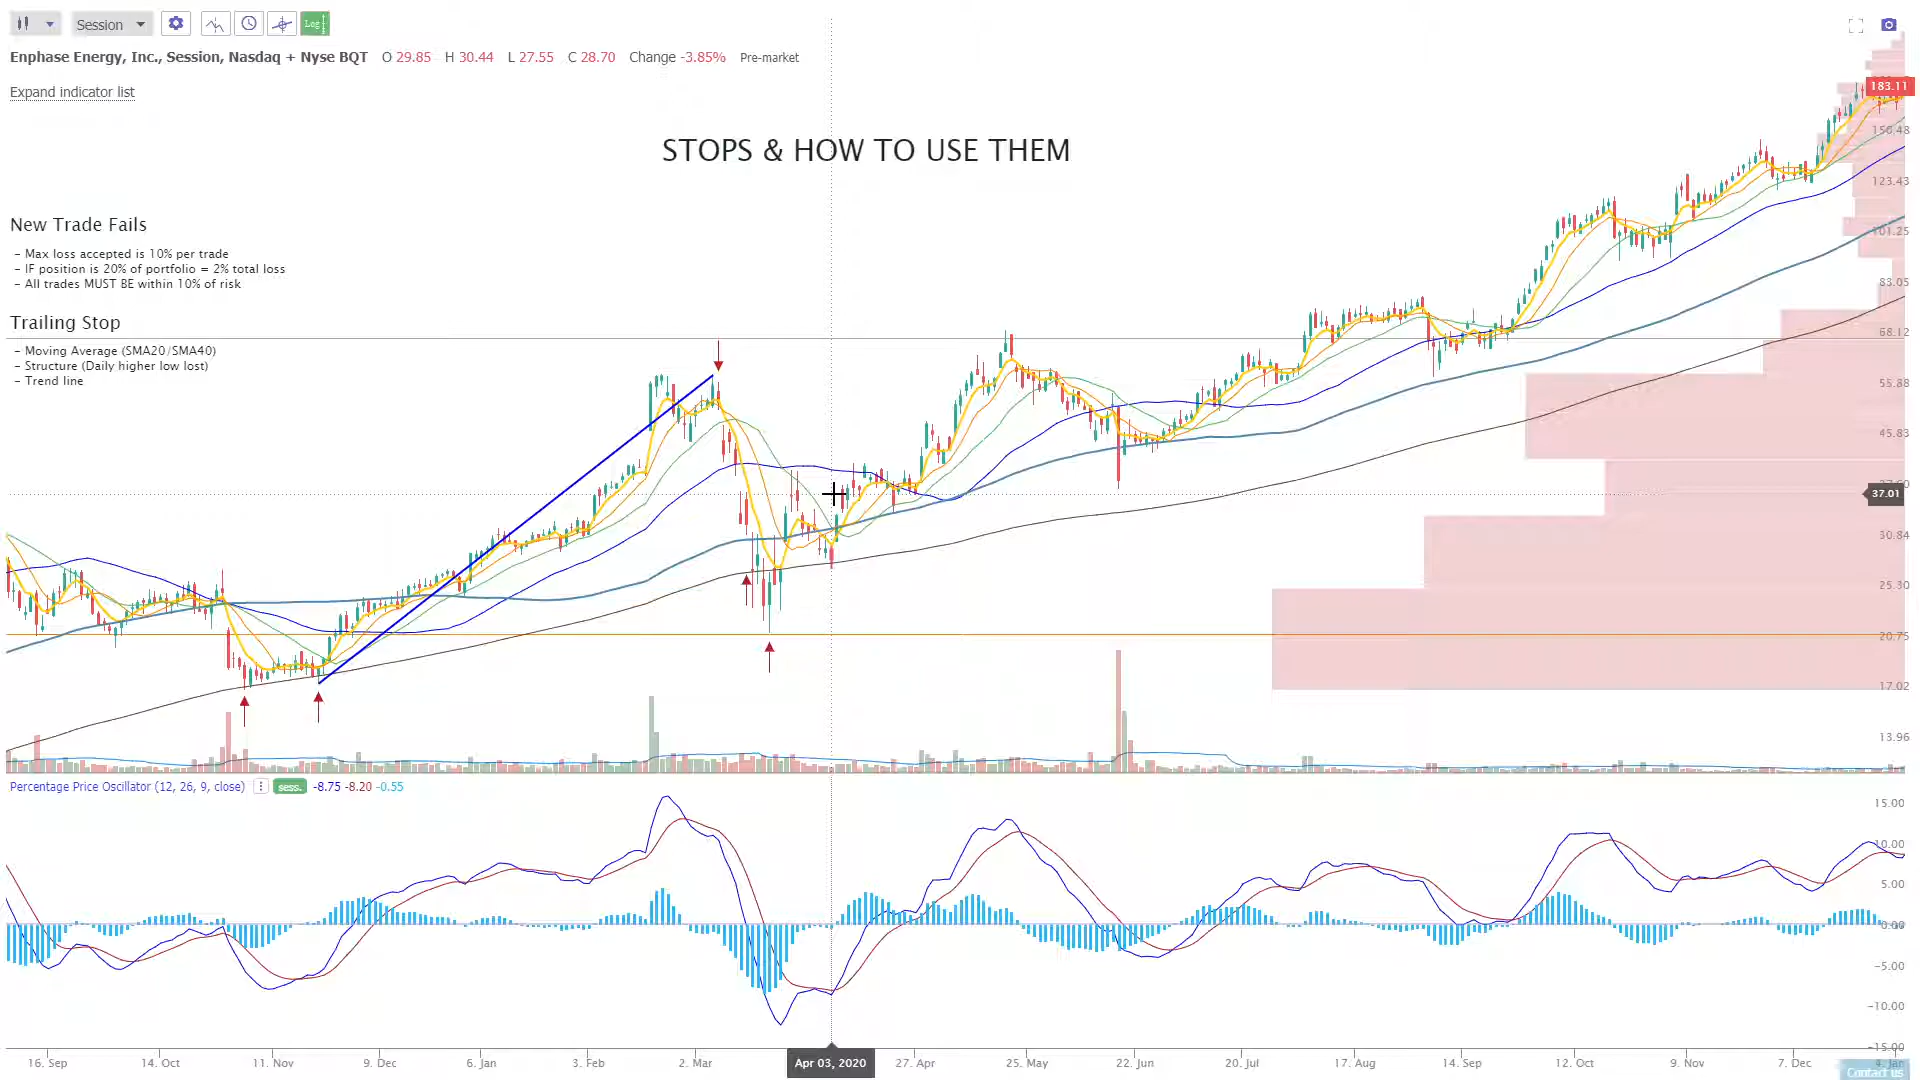 Session
Log
Enphase Energy, Inc., Session, Nasdaq + Nyse BQT O 29.85 H 30.44 L 27.55 C 28.70 Change -3.85% Pre-market
Expand indicator list
STOPS & HOW TO USE THEM
New Trade Fails
- Max loss accepted is 10% per trade
- IF position is 20% of portfolio = 2% total loss
- All trades MUST BE within 10% of risk
Trailing Stop
- Moving Average (SMA20/SMA40)
- Structure (Daily higher low lost)
- Trend line
183.11
150.48
123.43
101.25
83.05
68.12
55.88
45.83
37.01
30.84
25.30
20.75
17.02
13.96
Percentage Price Oscillator (12, 26, 9, close) sess. -8.75 -8.20 -0.55
15.00
10.00
5.00
0.00
-5.00
-10.00
-15.00
16. Sep 14. Oct 11. Nov 9. Dec 6. Jan 3. Feb 2. Mar Apr 03, 2020 27. Apr 25. May 22. Jun 20. Jul 17. Aug 14. Sep 12. Oct 9. Nov 7. Dec 4. Jan
Contact us